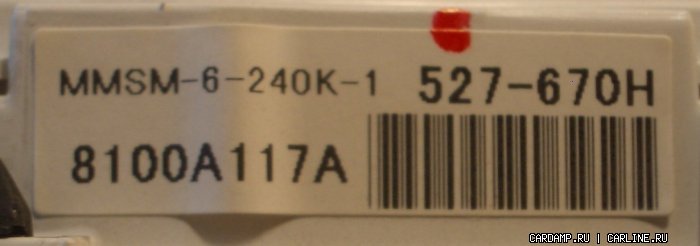 MMSM-6-240K-1 527-670H
8100A117A
CARDAMP.RU | CARLINE.RU